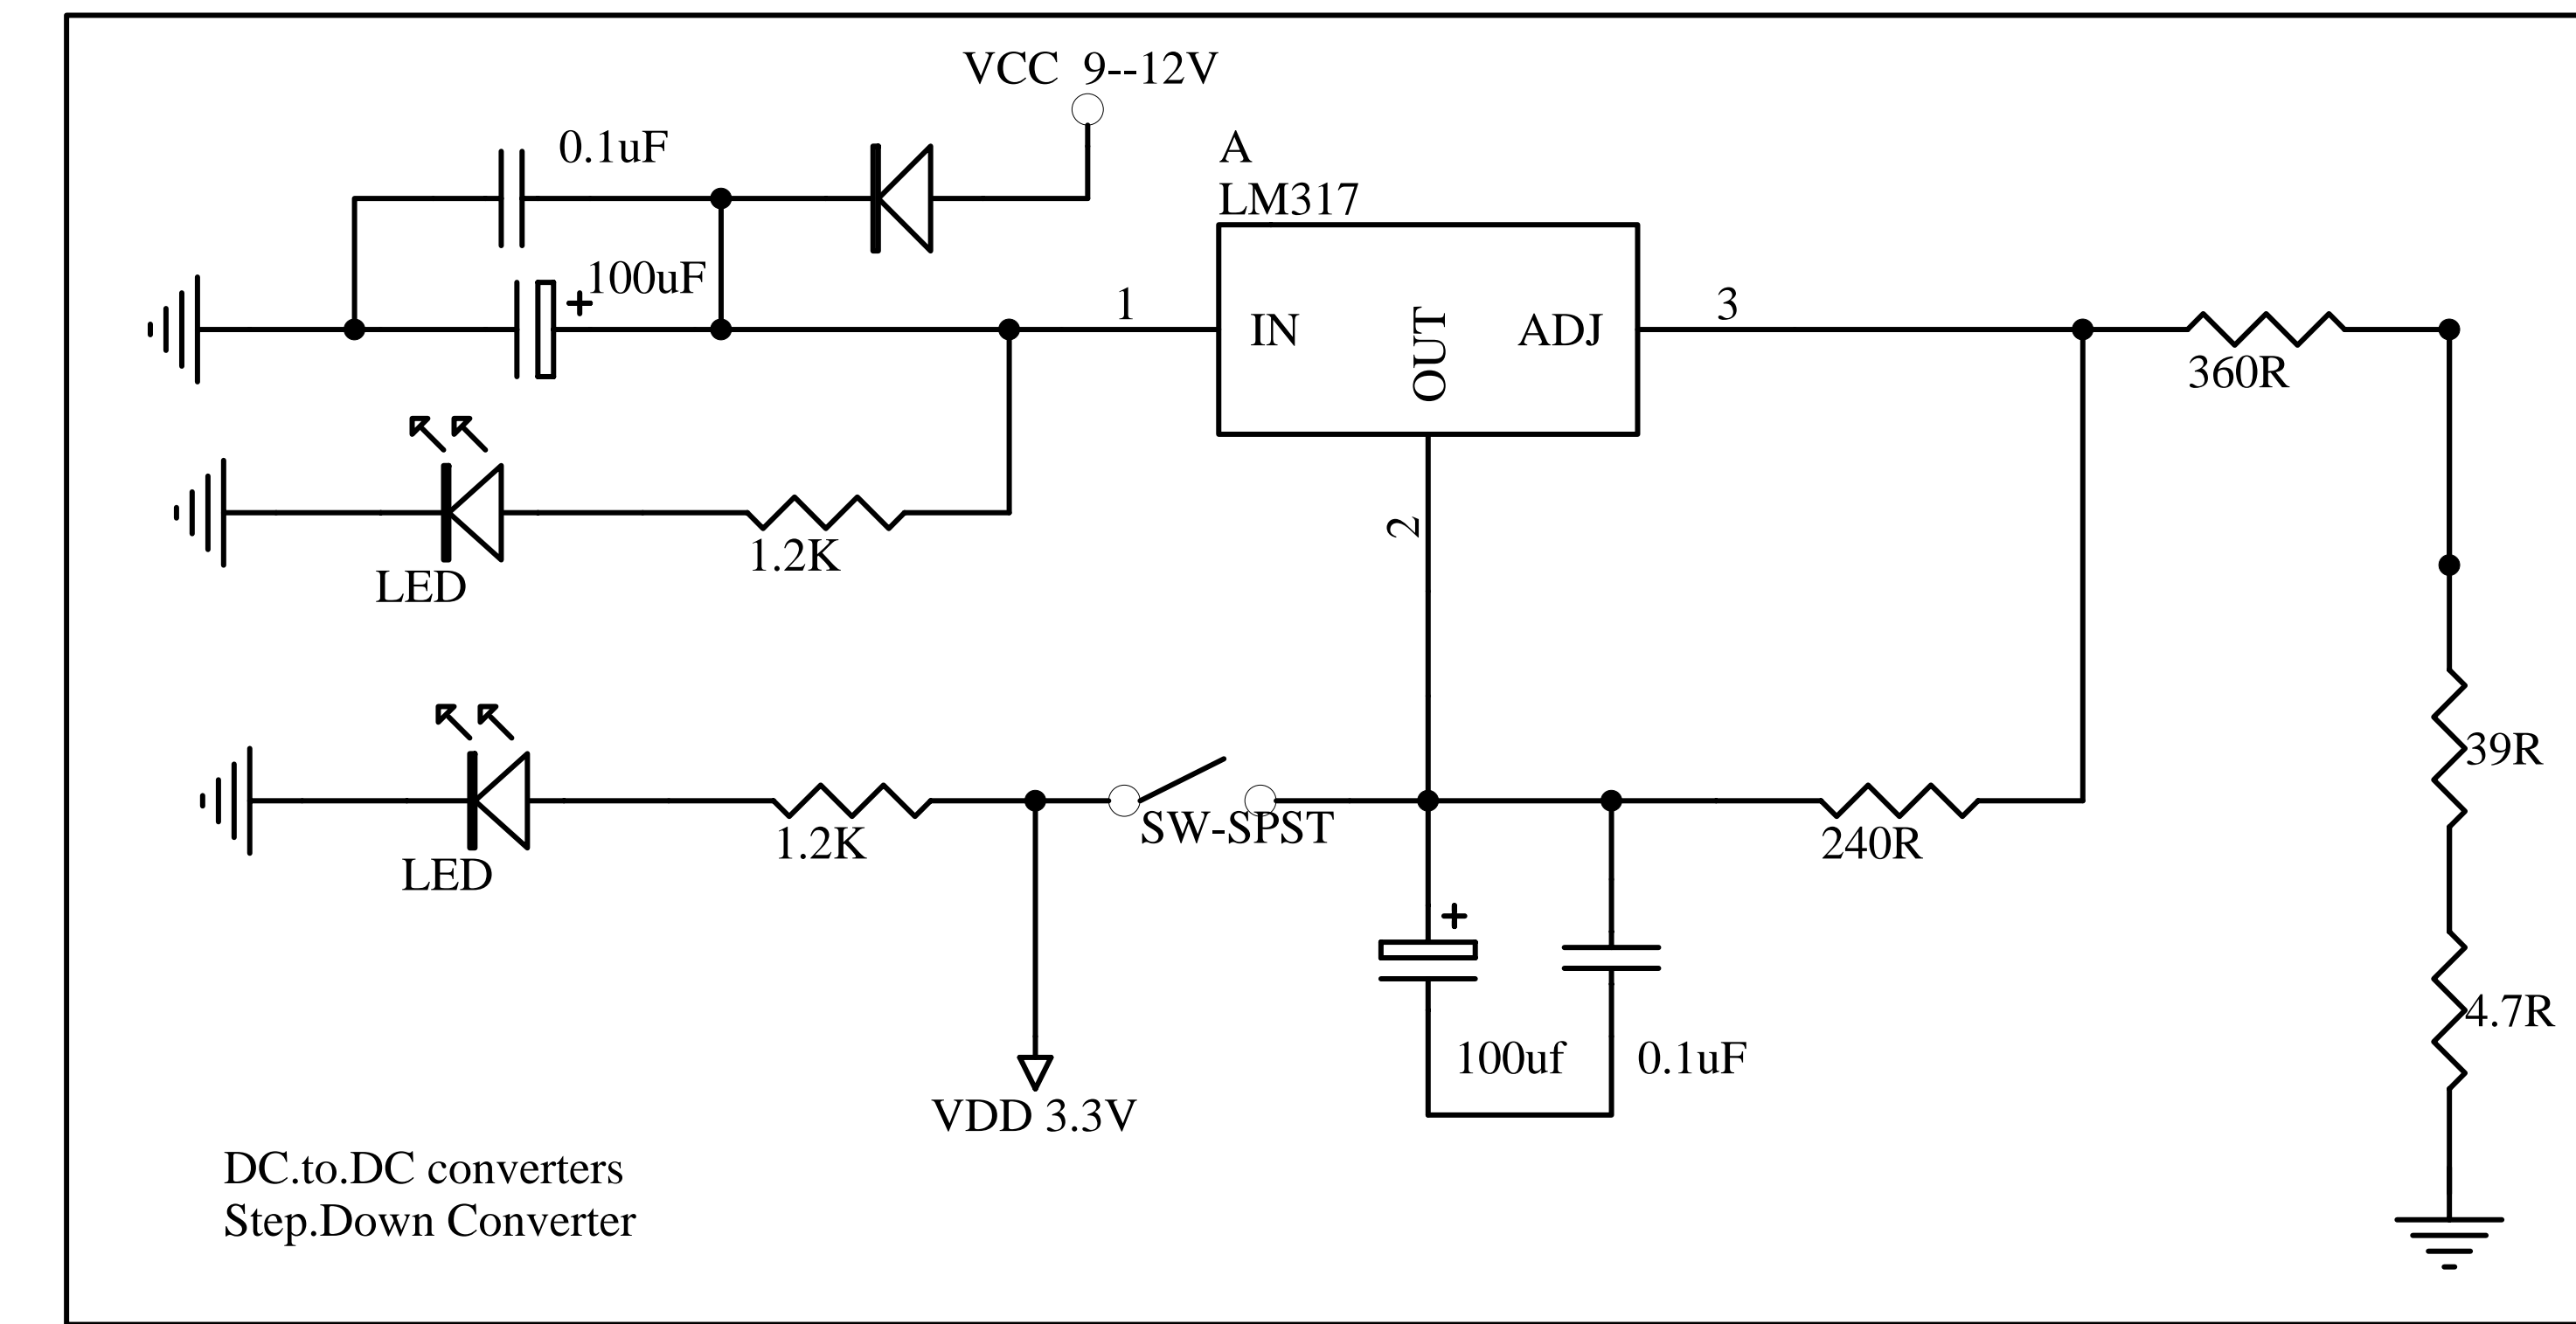 VCC 9--12V
0.1uF
A
LM317
100uF
+
1
IN
OUT
ADJ
3
360R
LED
1.2K
2
39R
LED
1.2K
SW-SPST
240R
+
4.7R
100uf
0.1uF
VDD 3.3V
DC.to.DC converters
Step.Down Converter